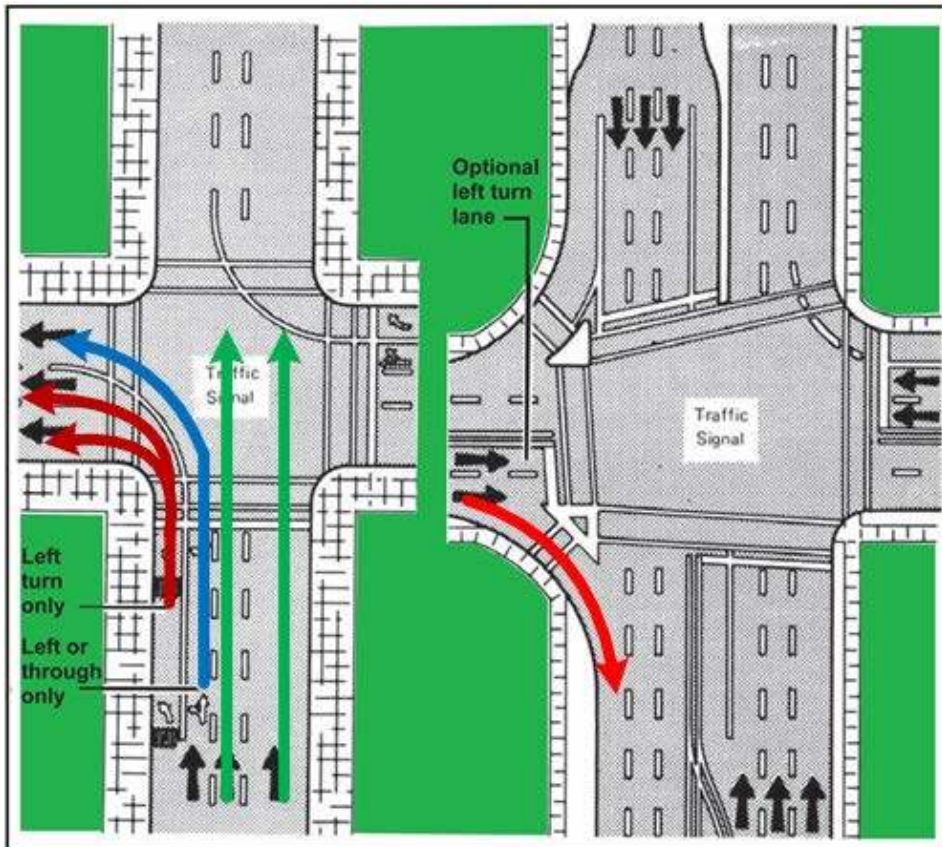 Optional
left turn
lane
Traffic
Signal
Traffic
Signal
Left
turn
only
Left or
through
only